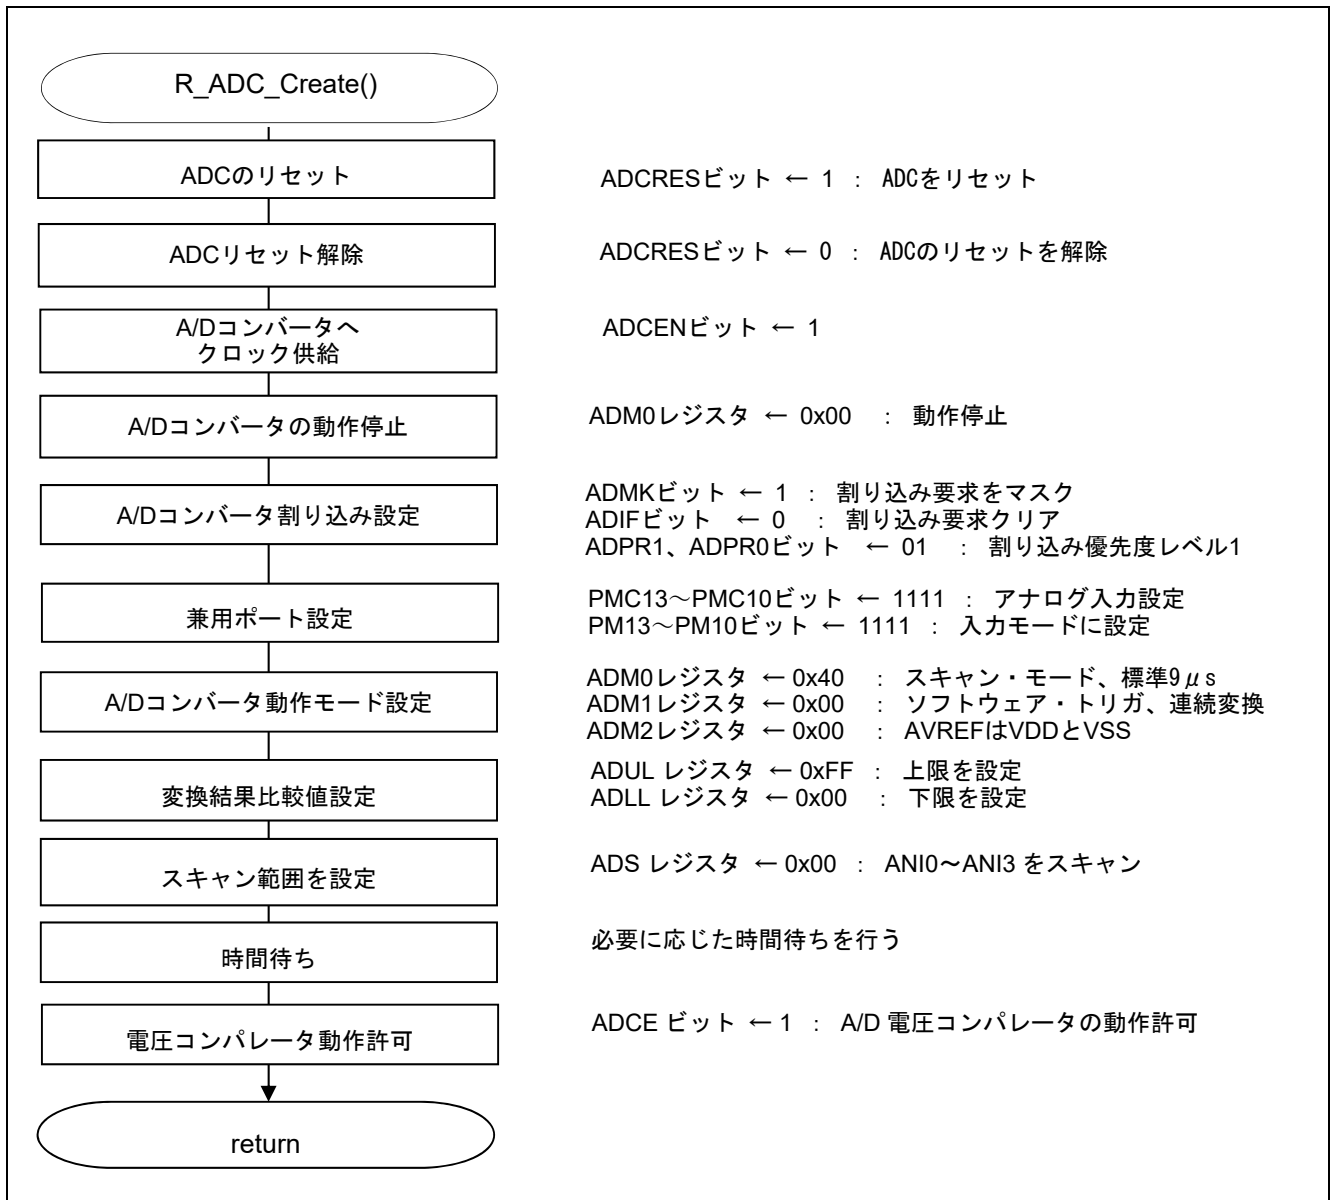 R_ADC_Create()
ADCのリセット
ADCRESビット ← 1 : ADCをリセット
ADCリセット解除
ADCRESビット ← 0 : ADCのリセットを解除
A/Dコンバータへ
クロック供給
ADCENビット ← 1
A/Dコンバータの動作停止
ADM0レジスタ ← 0x00 : 動作停止
A/Dコンバータ割り込み設定
ADMKビット ← 1 : 割り込み要求をマスク
ADIFビット ← 0 : 割り込み要求クリア
ADPR1、ADPR0ビット ← 01 : 割り込み優先度レベル1
兼用ポート設定
PMC13～PMC10ビット ← 1111 : アナログ入力設定
PM13～PM10ビット ← 1111 : 入力モードに設定
A/Dコンバータ動作モード設定
ADM0レジスタ ← 0x40 : スキャン・モード、標準9μs
ADM1レジスタ ← 0x00 : ソフトウェア・トリガ、連続変換
ADM2レジスタ ← 0x00 : AVREFはVDDとVSS
変換結果比較値設定
ADUL レジスタ ← 0xFF : 上限を設定
ADLL レジスタ ← 0x00 : 下限を設定
スキャン範囲を設定
ADS レジスタ ← 0x00 : ANI0～ANI3 をスキャン
時間待ち
必要に応じた時間待ちを行う
電圧コンパレータ動作許可
ADCE ビット ← 1 : A/D 電圧コンパレータの動作許可
return